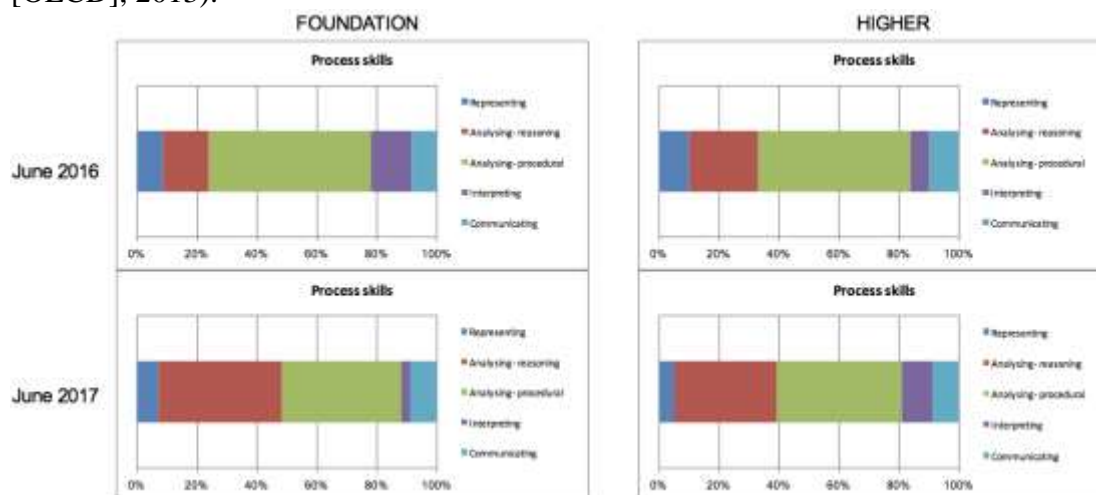 [OECD], 2013).
FOUNDATION
HIGHER
Process skills
Process skills
June 2016
Representing
Analysing- reasoning
Analysing- procedural
Interpreting
Communicating
0% 20% 40% 60% 80% 100%
Representing
Analysing- reasoning
Analysing- procedural
Interpreting
Communicating
0% 20% 40% 60% 80% 100%
Process skills
Process skills
June 2017
Representing
Analysing- reasoning
Analysing- procedural
Interpreting
Communicating
0% 20% 40% 60% 80% 100%
Representing
Analysing- reasoning
Analysing- procedural
Interpreting
Communicating
0% 20% 40% 60% 80% 100%